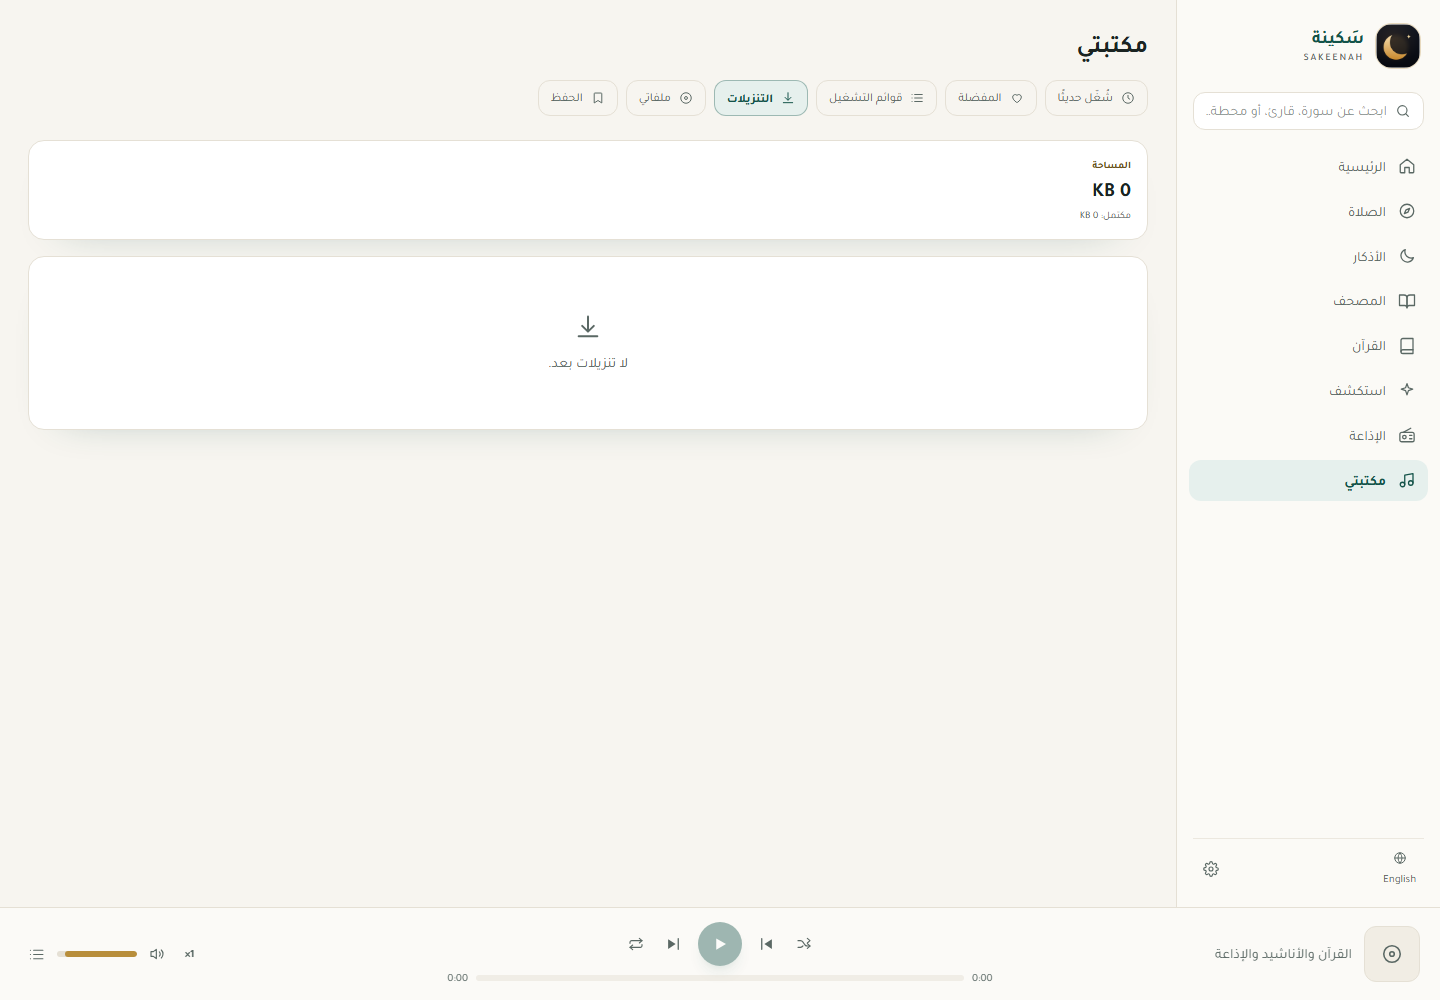 سَكينة
SAKEENAH
ابحث عن سورة، قارئ، أو محطة..
الرئيسية
الصلاة
الأذكار
المصحف
القرآن
استكشف
الإذاعة
مكتبتي
English
مكتبتي
شُغّل حديثًا
المفضلة
قوائم التشغيل
التنزيلات
ملفاتي
الحفظ
المساحة
0 KB
مكتمل: 0 KB
لا تنزيلات بعد.
القرآن والأناشيد والإذاعة
0:00
0:00
x1